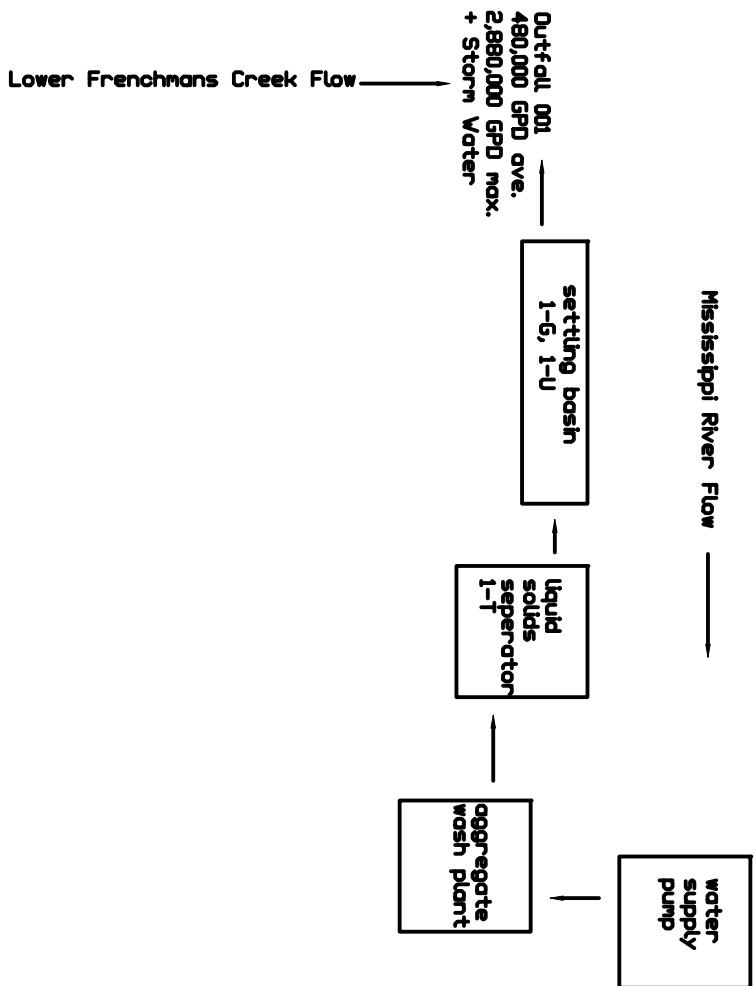 Lower Frenchmans Creek Flow
Outfall 001
480,000 GPD ave.
2,880,000 GPD max.
+ Storm Water
settling basin
1-G, 1-U
Mississippi River Flow
liquid
solids
seperator
1-T
aggregate
wash plant
water
supply
pump